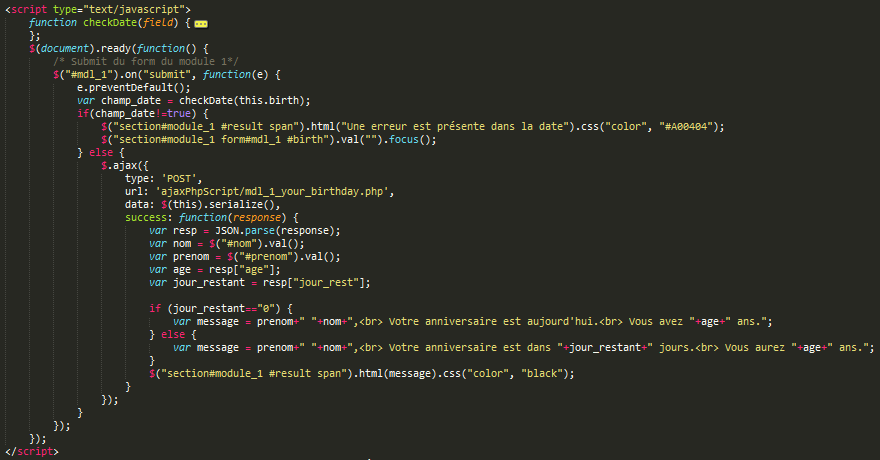 <script type="text/javascript">
function checkDate(field) {
};
$(document).ready(function() {
/* Submit du form du module 1*/
$("#mdl_1").on("submit", function(e) {
e.preventDefault();
var champ_date = checkDate(this.birth);
if(champ_date!=true) {
$("section#module_1 #result span").html("Une erreur est présente dans la date").css("color", "#A00404");
$("section#module_1 form#mdl_1 #birth").val("").focus();
} else {
$.ajax({
type: 'POST',
url: 'ajaxPhpScript/mdl_1_your_birthday.php',
data: $(this).serialize(),
success: function(response) {
var resp = JSON.parse(response);
var nom = $("#nom").val();
var prenom = $("#prenom").val();
var age = resp["age"];
var jour_restant = resp["jour_rest"];
if (jour_restant=="0") {
var message = prenom+" "+nom+",<br> Votre anniversaire est aujourd'hui.<br> Vous avez "+age+" ans.";
} else {
var message = prenom+" "+nom+",<br> Votre anniversaire est dans "+jour_restant+" jours.<br> Vous aurez "+age+" ans.";
}
$("section#module_1 #result span").html(message).css("color", "black");
}
});
}
});
});
</script>